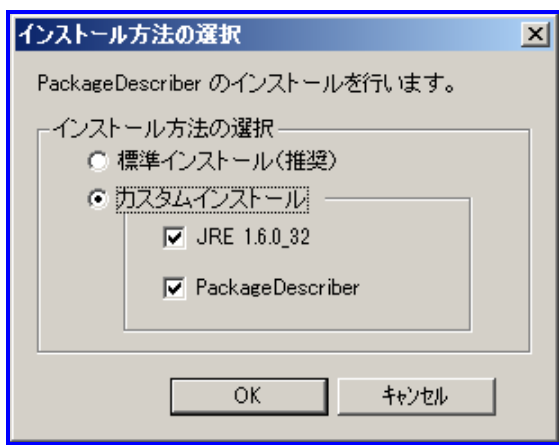 インストール方法の選択
PackageDescriber のインストールを行います。
インストール方法の選択
標準インストール(推奨)
カスタムインストール
JRE 1.6.0_32
PackageDescriber
OK
キャンセル